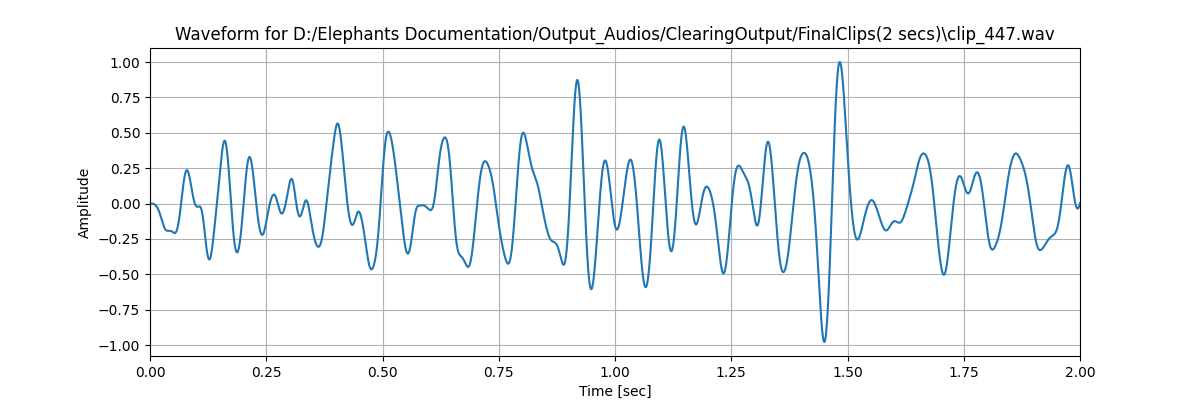 Waveform for D:/Elephants Documentation/Output_Audios/ClearingOutput/FinalClips(2 secs)\clip_447.wav
Amplitude
1.00
0.75
0.50
0.25
0.00
−0.25
−0.50
−0.75
−1.00
0.00 0.25 0.50 0.75 1.00 1.25 1.50 1.75 2.00
Time [sec]